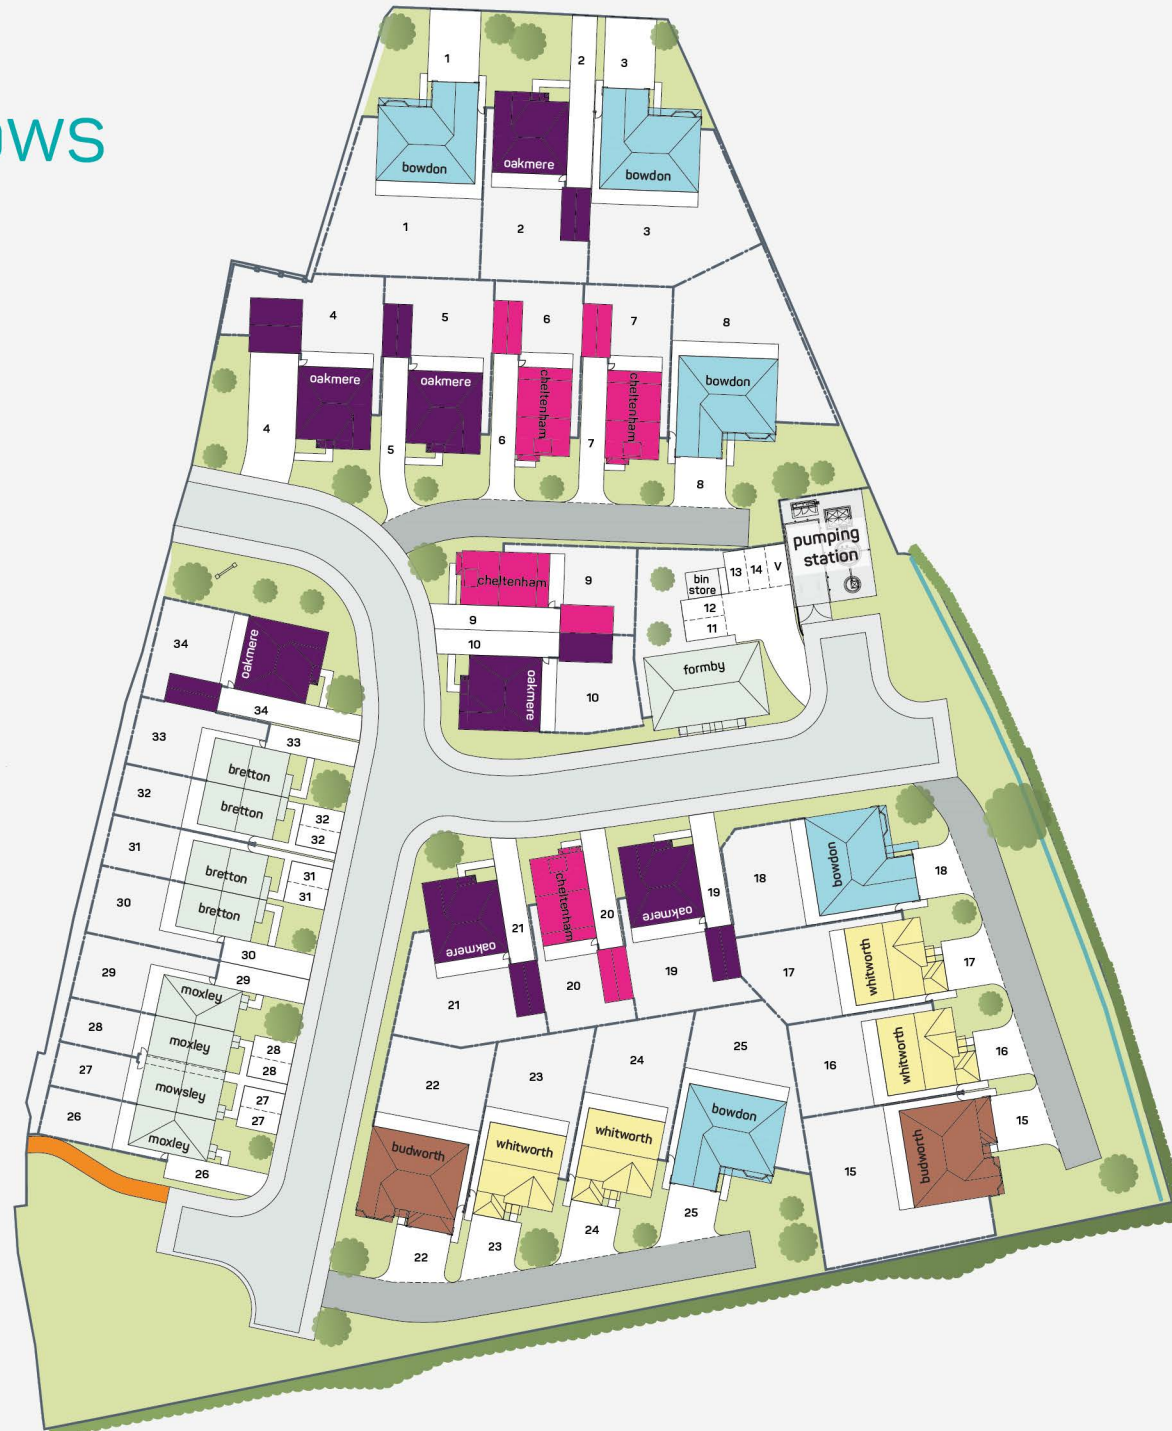 ows
1
2
3
bowdon
oakmere
bowdon
1
2
3
4
5
6
7
8
oakmere
oakmere
cheltenham
cheltenham
bowdon
4
5
6
7
8
pumping
station
cheltenham
9
13
14
V
bin
store
12
11
9
10
oakmere
10
formby
34
oakmere
34
33
33
bretton
bretton
32
32
32
31
bretton
bretton
31
31
30
30
29
29
moxley
28
moxley
28
28
27
mowsley
27
27
26
moxley
26
21
oakmere
cheltenham
20
oakmere
19
21
20
19
18
bowdon
18
17
whitworth
17
16
whitworth
16
15
budworth
15
22
23
24
25
budworth
whitworth
whitworth
bowdon
22
23
24
25